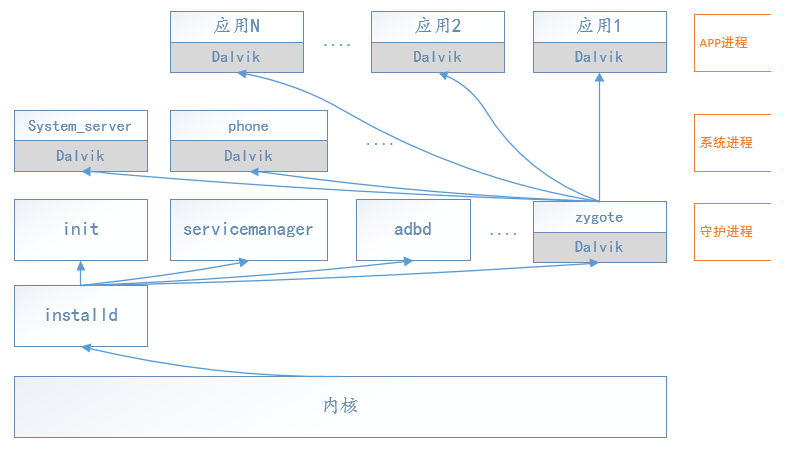 应用N
Dalvik
....
应用2
Dalvik
应用1
Dalvik
APP进程
System_server
Dalvik
phone
Dalvik
....
系统进程
init
servicemanager
adbd
....
zygote
Dalvik
守护进程
installd
内核